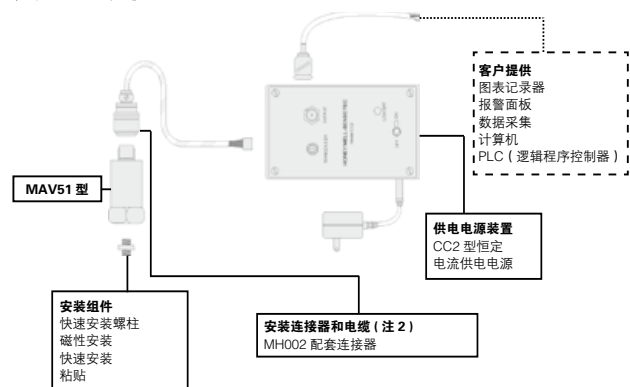 客户提供
图表记录器
报警面板
数据采集
计算机
PLC ( 逻辑程序控制器 )
MAV51 型
供电电源装置
CC2 型恒定
电流供电电源
安装组件
快速安装螺柱
磁性安装
快速安装
粘贴
安装连接器和电缆 ( 注 2 )
MH002 配套连接器
HONEYWELL-SENSOTEC